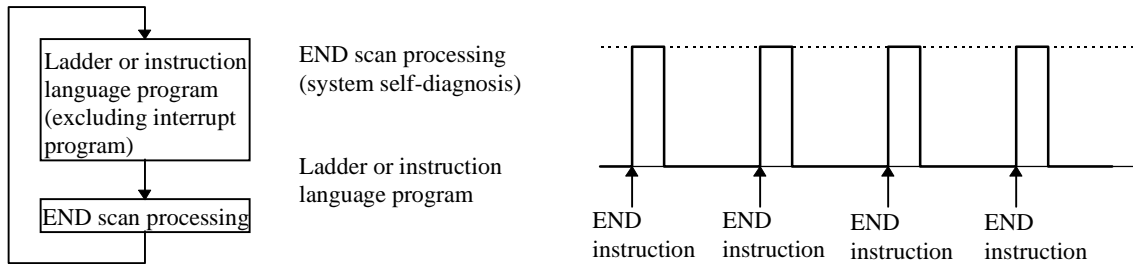 Ladder or instruction
language program
(excluding interrupt
program)
END scan processing
END scan processing
(system self-diagnosis)
Ladder or instruction
language program
END
instruction
END
instruction
END
instruction
END
instruction